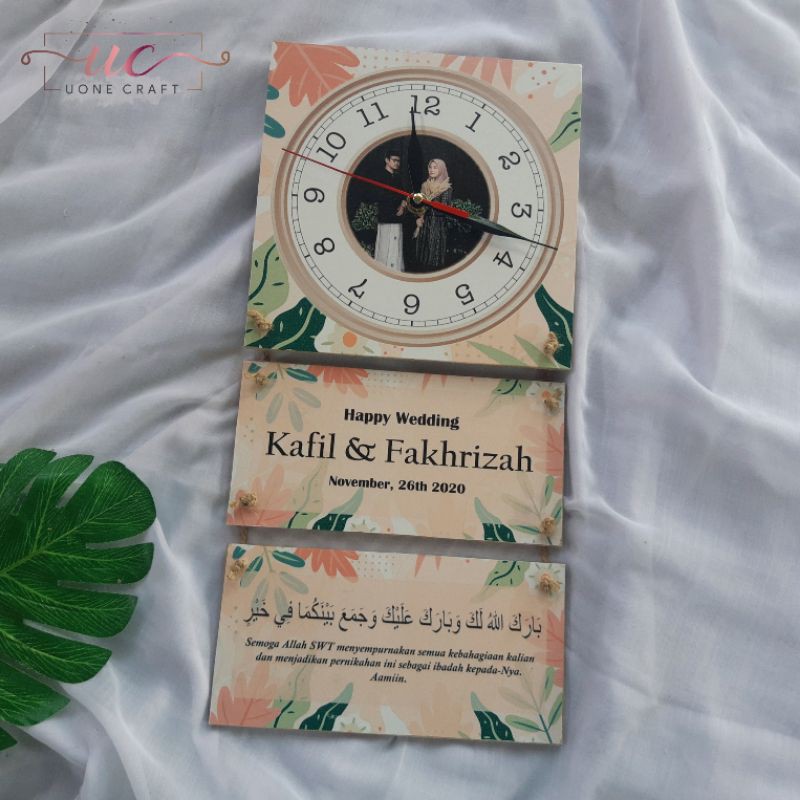 UC
UONE CRAFT
12
1
2
3
4
5
6
7
8
9
10
11
Happy Wedding
Kafil & Fakhrizah
November, 26th 2020
بَارَكَ اللهُ لَكَ وَبَارَكَ عَلَيْكَ وَجَمَعَ بَيْنَكُمَا فِي خَيْرٍ
Semoga Allah SWT menyempurnakan semua kebahagiaan kalian
dan menjadikan pernikahan ini sebagai ibadah kepada-Nya.
Aamiin.